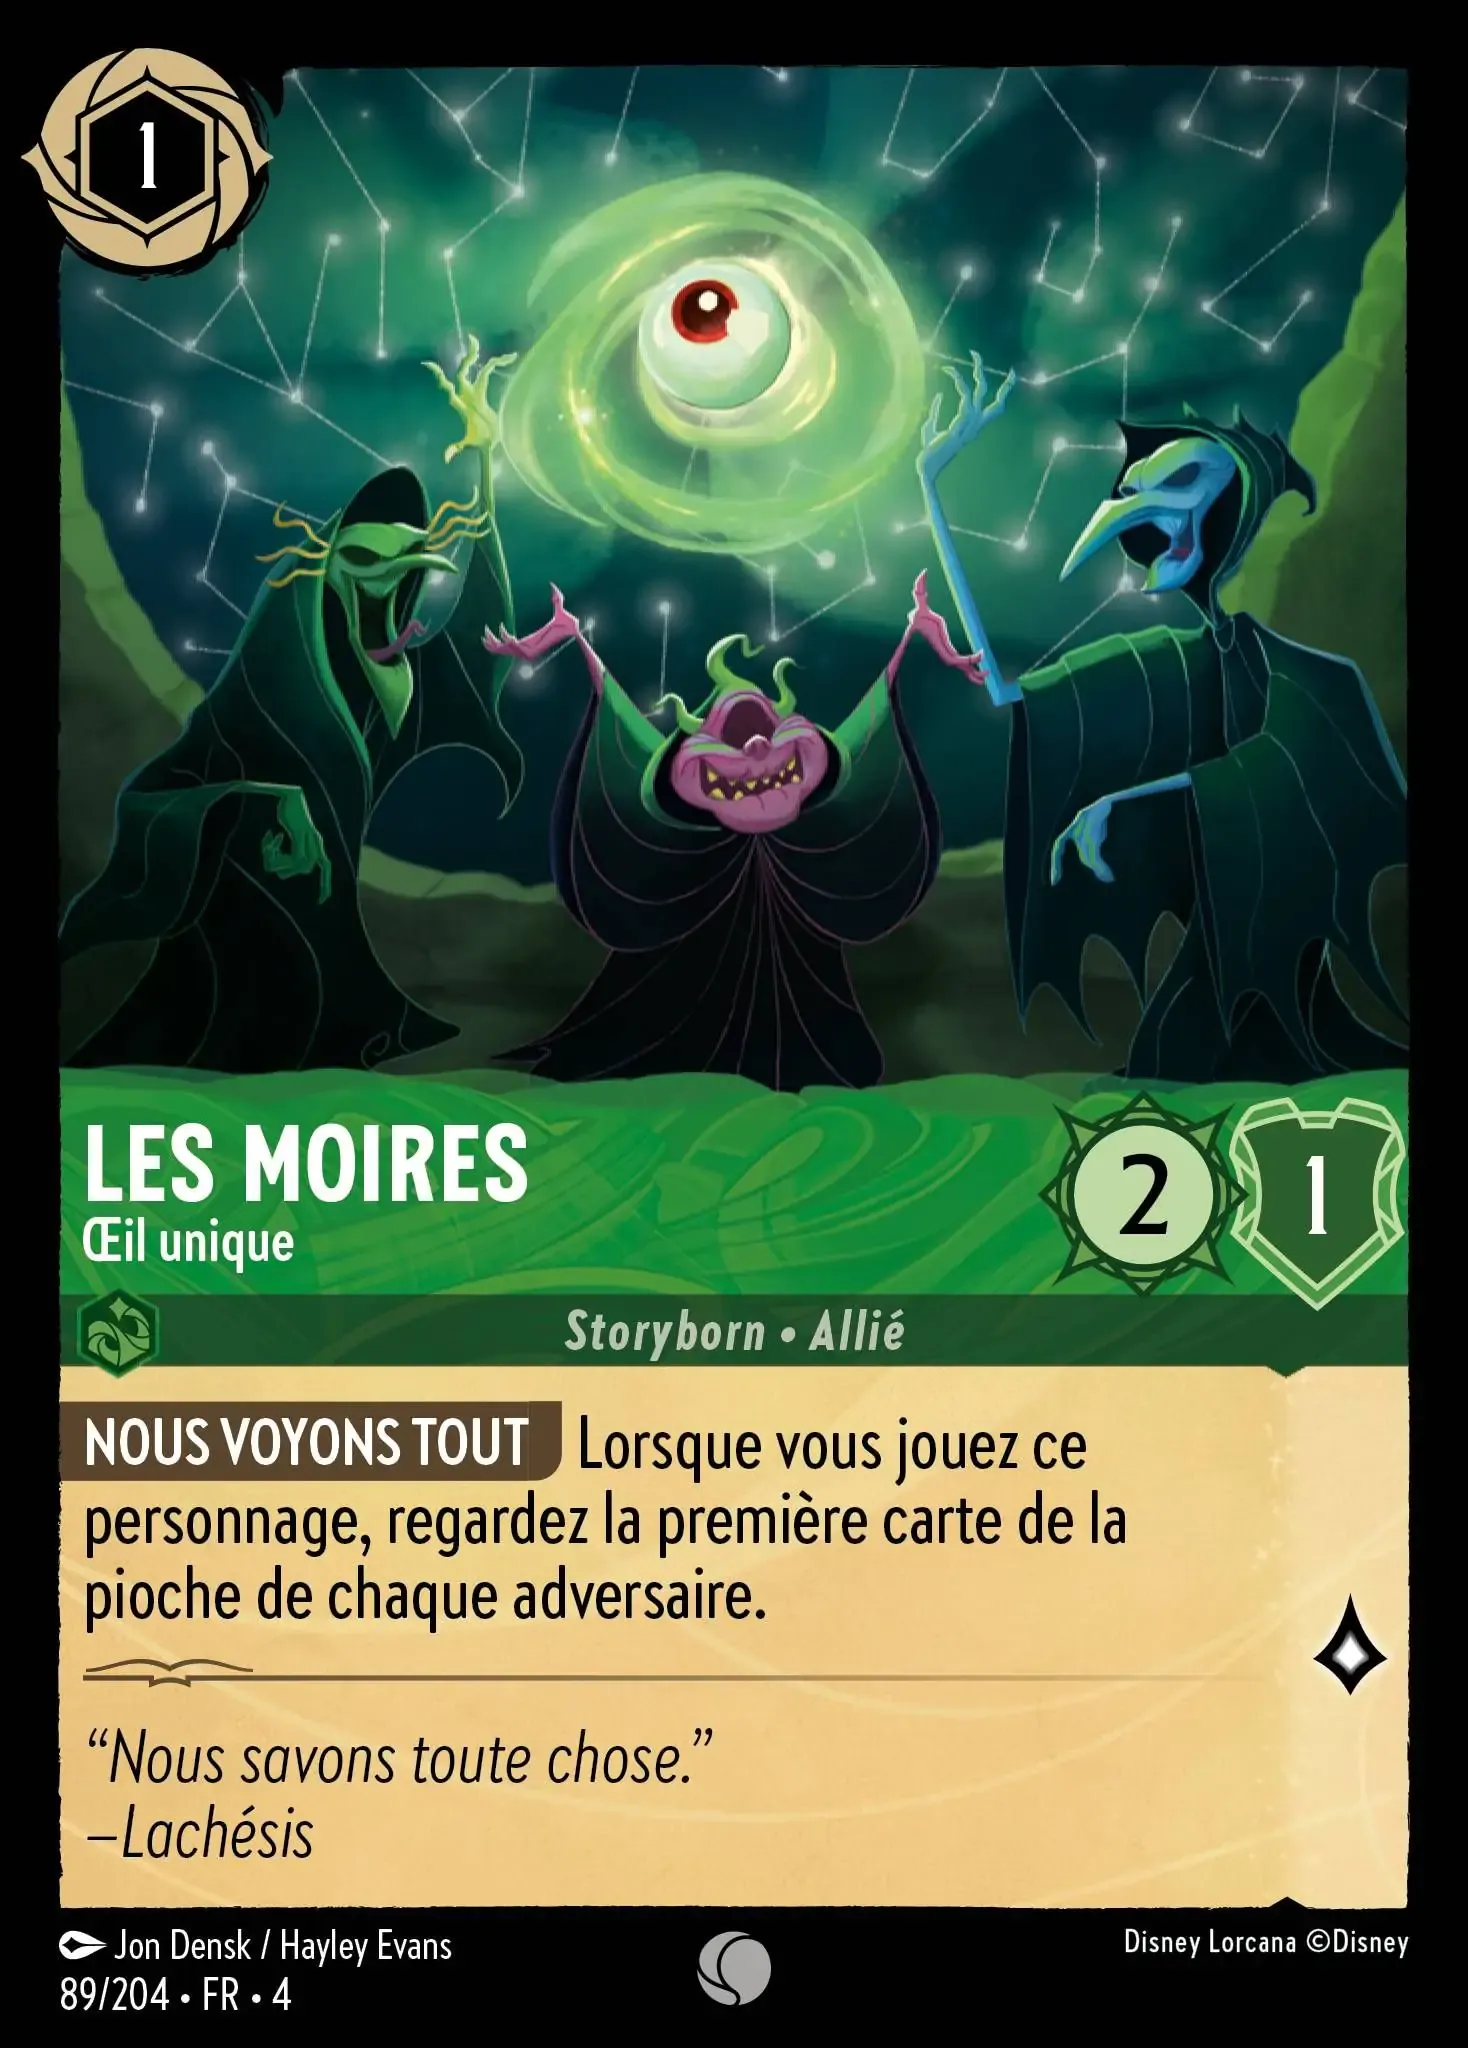 1
LES MOIRES
Œil unique
2
1
Storyborn • Allié
NOUS VOYONS TOUT Lorsque vous jouez ce
personnage, regardez la première carte de la
pioche de chaque adversaire.
“Nous savons toute chose.”
–Lachésis
Jon Densk / Hayley Evans
Disney Lorcana ©Disney
89/204 • FR • 4